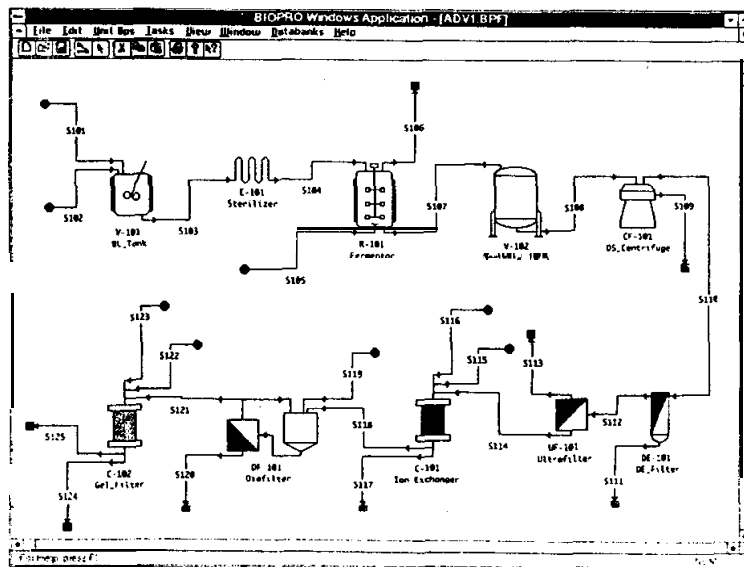 BIOPRO Windows Application - [ADV1.BPF]
File Edit Unit Ops Tasks View Window Databanks Help
S101
S102
V-101
BL_Tank
S103
E-101
Sterilizer
S104
S105
R-101
Fermentor
S106
S107
V-102
S108
CF-101
DS_Centrifuge
S109
S110
S123
S122
S121
S125
S124
C-102
Gel_Filter
S120
DF-101
Diafilter
S119
S118
S117
S116
S115
C-101
Ion Exchanger
S114
S113
UF-101
Ultrafilter
S112
S111
DE-101
DE_Filter